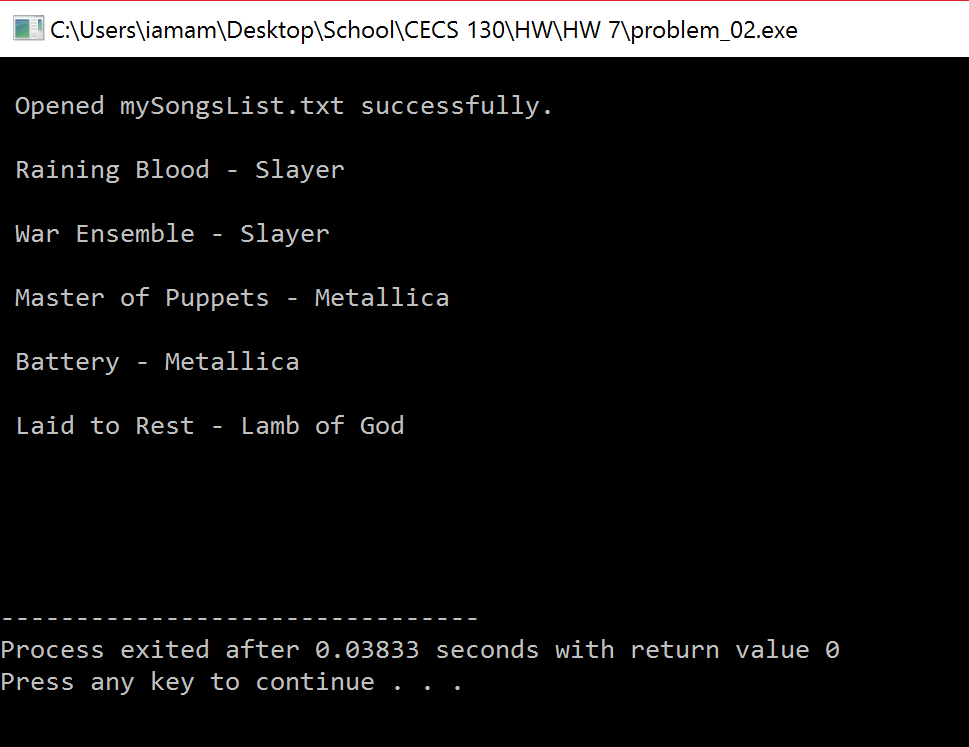 C:\Users\iamam\Desktop\School\CECS 130\HW\HW 7\problem_02.exe
Opened mySongsList.txt successfully.
Raining Blood - Slayer
War Ensemble - Slayer
Master of Puppets - Metallica
Battery - Metallica
Laid to Rest - Lamb of God
--------------------------------
Process exited after 0.03833 seconds with return value 0
Press any key to continue . . .